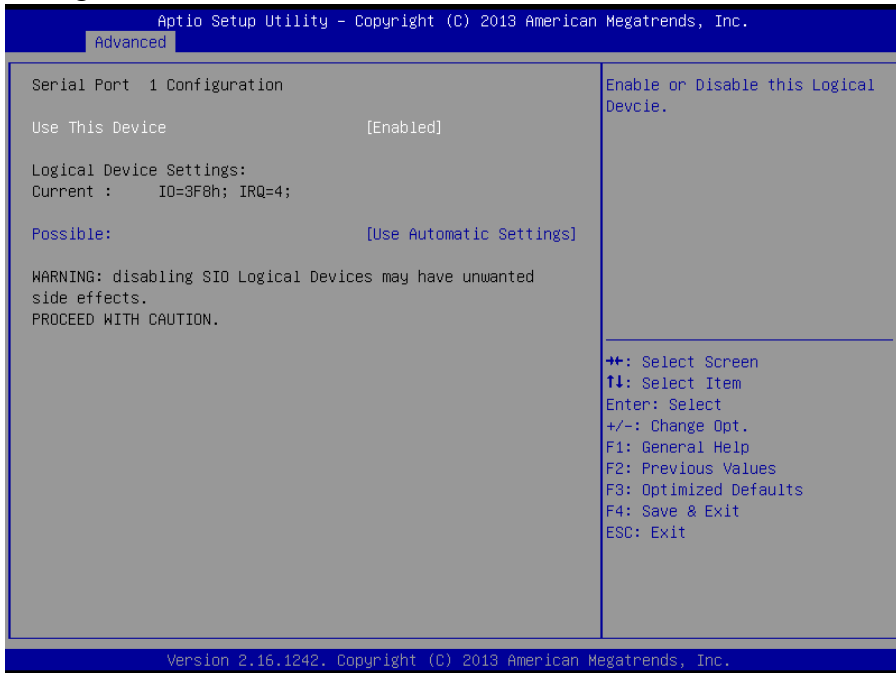 Aptio Setup Utility – Copyright (C) 2013 American Megatrends, Inc.
Advanced
Serial Port 1 Configuration
Use This Device [Enabled]
Logical Device Settings:
Current : IO=3F8h; IRQ=4;
Possible: [Use Automatic Settings]
WARNING: disabling SIO Logical Devices may have unwanted
side effects.
PROCEED WITH CAUTION.
Enable or Disable this Logical
Devcie.
→←: Select Screen
↑↓: Select Item
Enter: Select
+/-: Change Opt.
F1: General Help
F2: Previous Values
F3: Optimized Defaults
F4: Save & Exit
ESC: Exit
Version 2.16.1242. Copyright (C) 2013 American Megatrends, Inc.